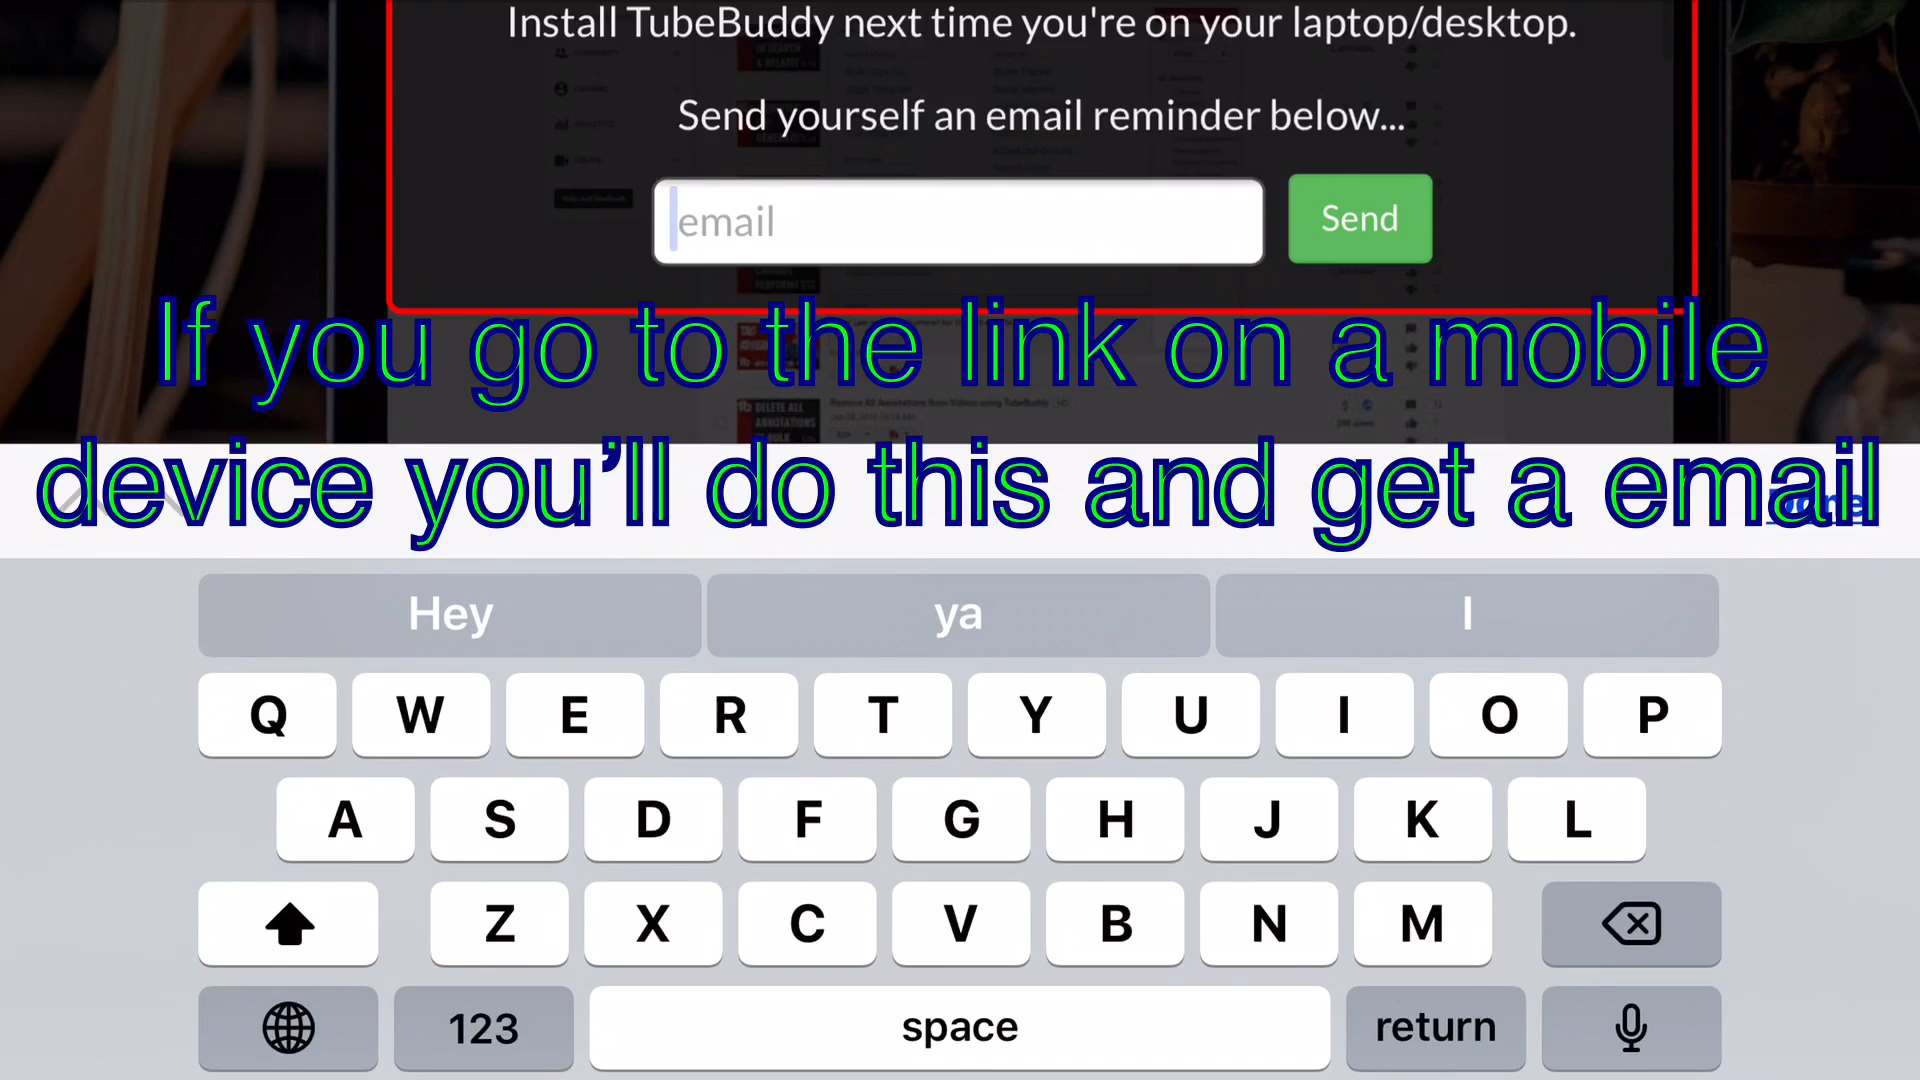 Install TubeBuddy next time you're on your laptop/desktop.
Send yourself an email reminder below...
email
Send
If you go to the link on a mobile
device you’ll do this and get a email
Done
Hey ya I
Q W E R T Y U I O P
A S D F G H J K L
Z X C V B N M
123 space return